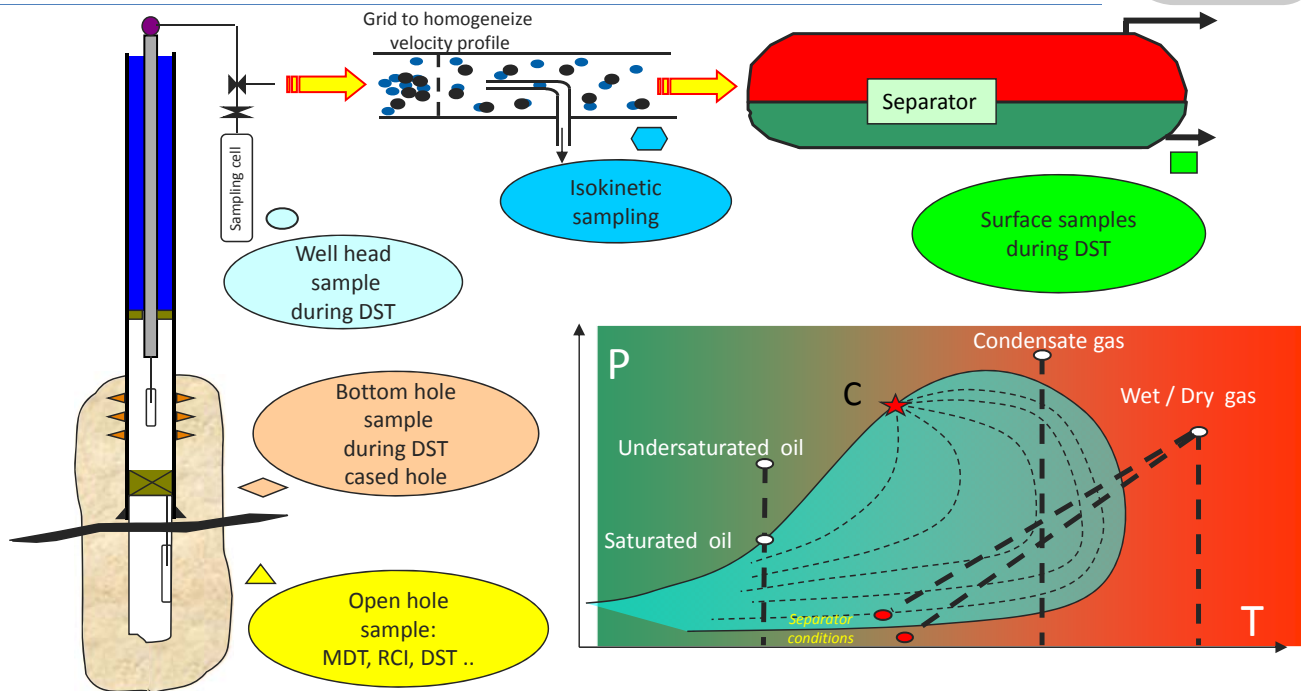 Grid to homogeneize
velocity profile
Separator
Sampling cell
Isokinetic
sampling
Surface samples
during DST
Well head
sample
during DST
Bottom hole
sample
during DST
cased hole
Open hole
sample:
MDT, RCI, DST ..
P
Condensate gas
C
Wet / Dry gas
Undersaturated oil
Saturated oil
Separator
conditions
T